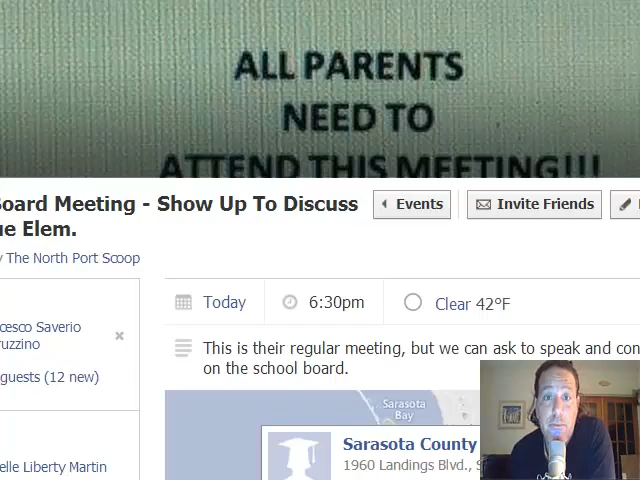 ALL PARENTS
NEED TO
ATTEND THIS MEETING!!!
Board Meeting - Show Up To Discuss
ue Elem.
Events
Invite Friends
y The North Port Scoop
Today
6:30pm
Clear 42°F
cesco Saverio
ruzzino
guests (12 new)
This is their regular meeting, but we can ask to speak and con
on the school board.
Sarasota
Bay
Sarasota County
1960 Landings Blvd., S
elle Liberty Martin